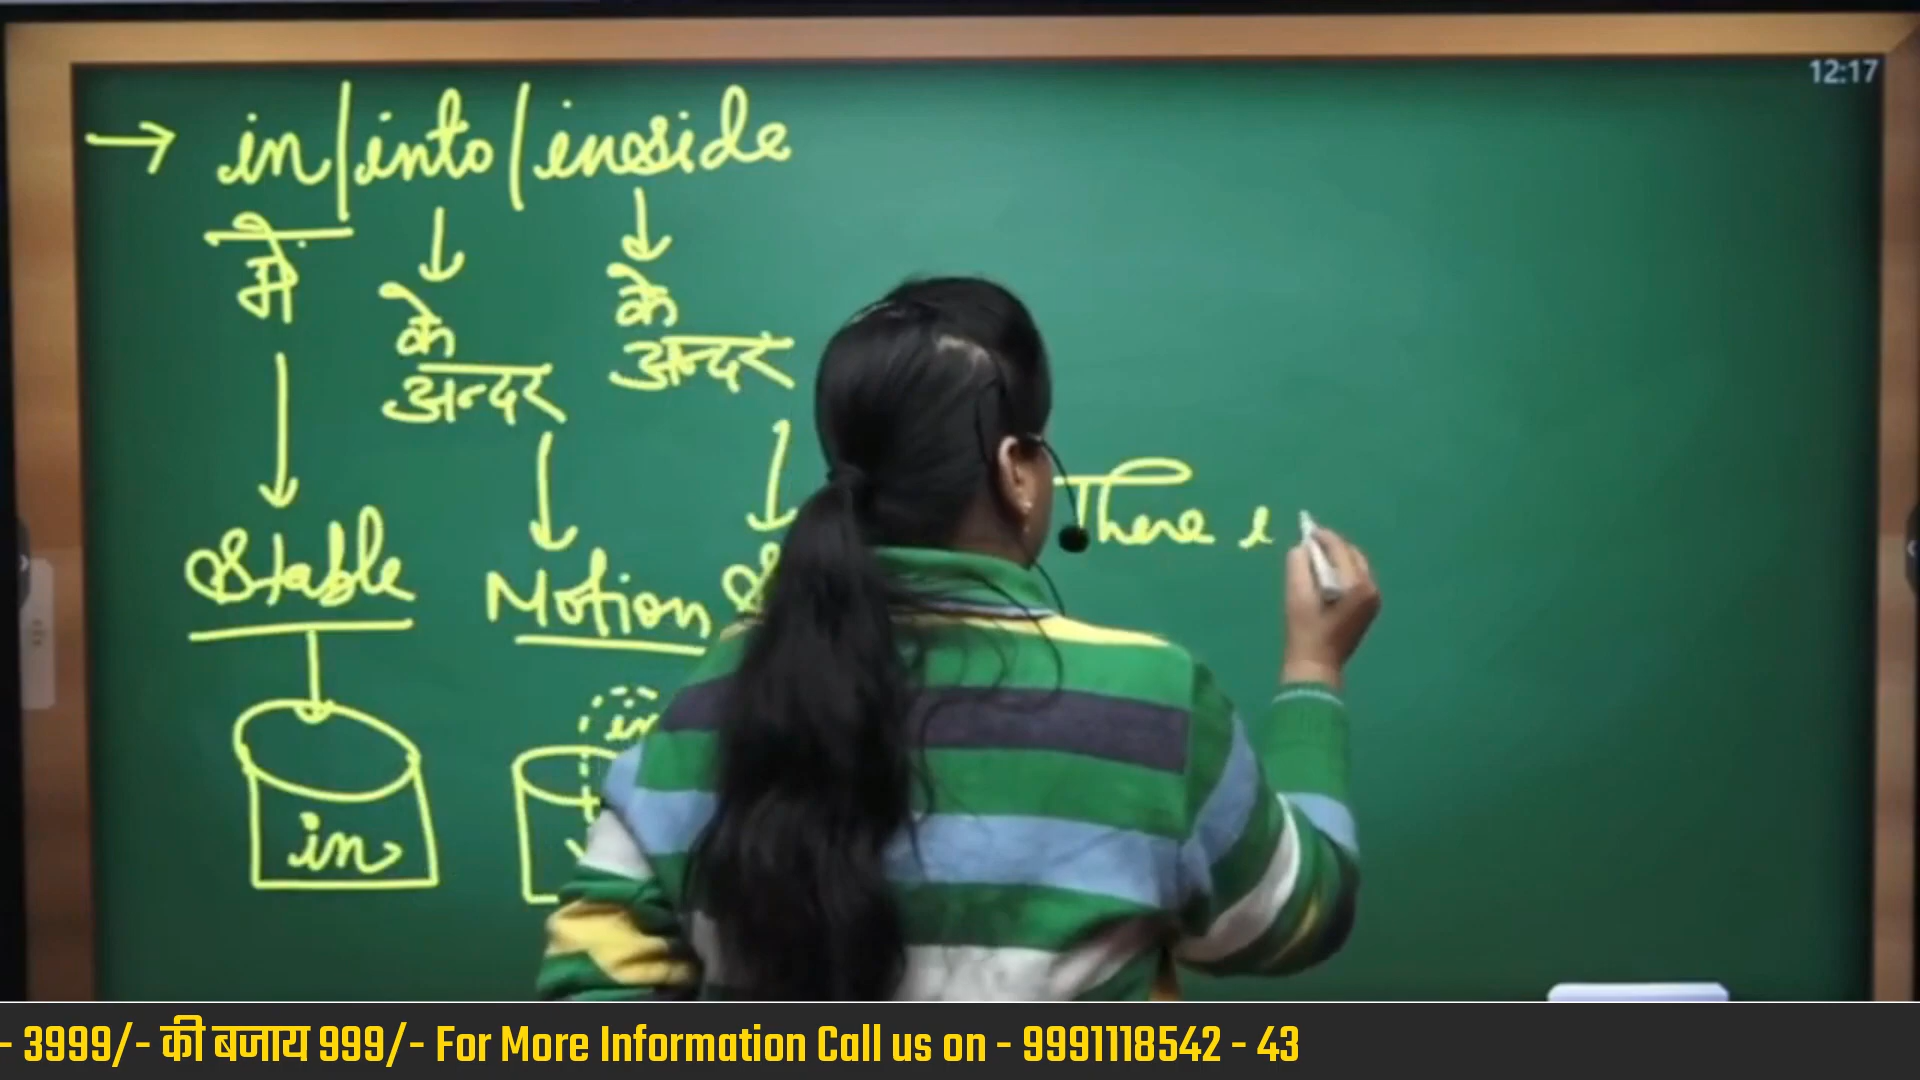 12:17
→ in/into/inside
में
के
अन्दर
के
अन्दर
Stable
Motion
There
in
- 3999/- की बजाय 999/- For More Information Call us on - 9991118542 - 43